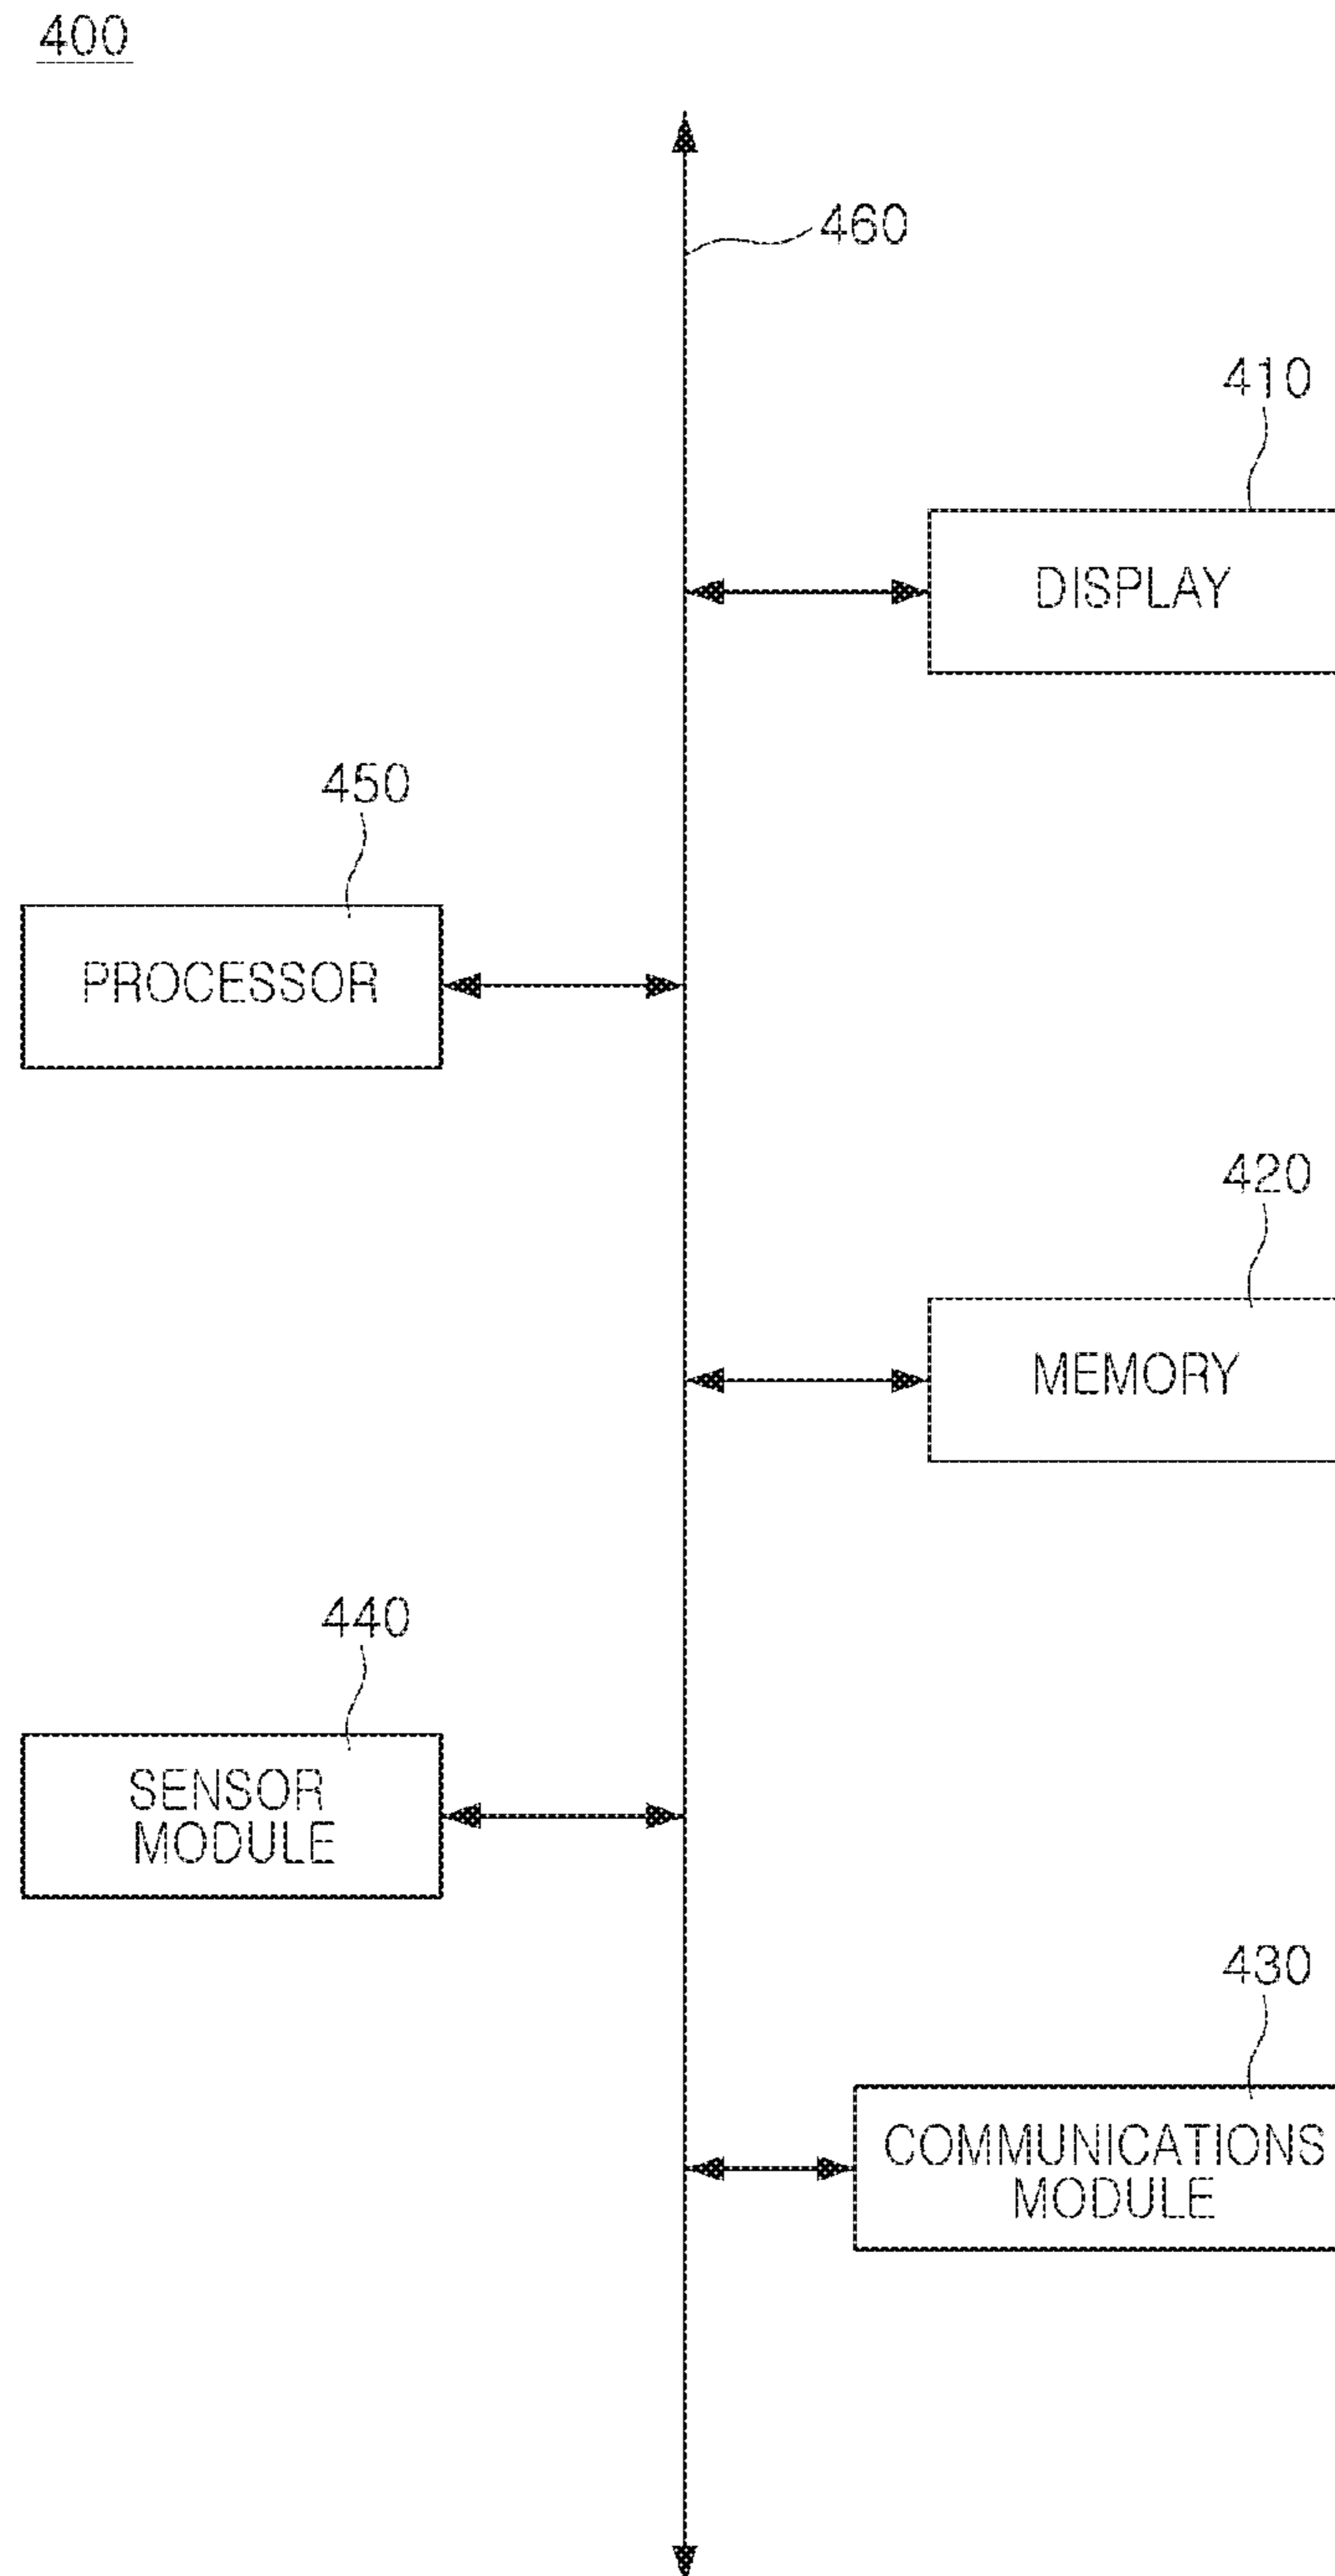 400
460
410
DISPLAY
450
PROCESSOR
420
MEMORY
440
SENSOR
MODULE
430
COMMUNICATIONS
MODULE